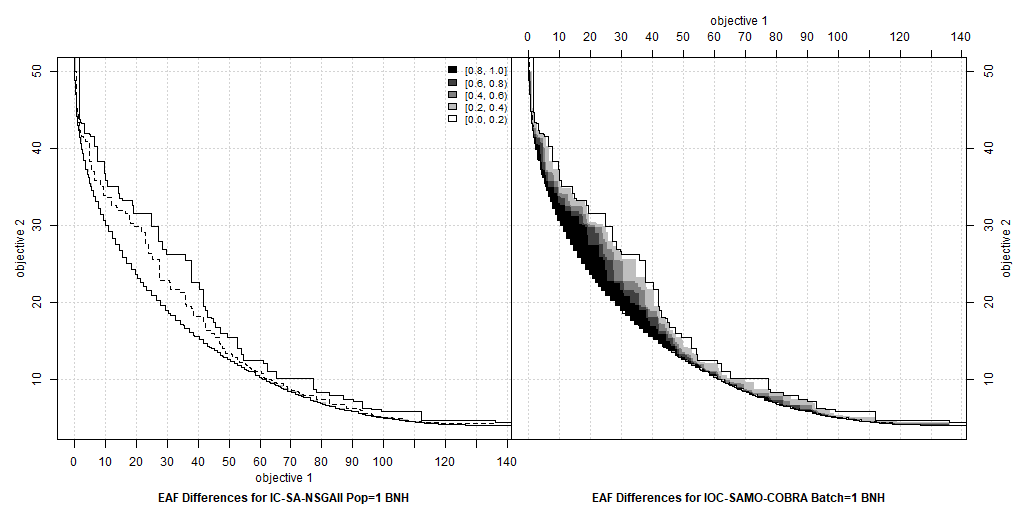 objective 1
0 10 20 30 40 50 60 70 80 100 120 140
50 40 30 20 10
objective 2
[0.8, 1.0]
[0.6, 0.8)
[0.4, 0.6)
[0.2, 0.4)
[0.0, 0.2)
50 40 30 20 10
objective 2
0 10 20 30 40 50 60 70 80 100 120 140
objective 1
EAF Differences for IC-SA-NSGAII Pop=1 BNH
EAF Differences for IOC-SAMO-COBRA Batch=1 BNH